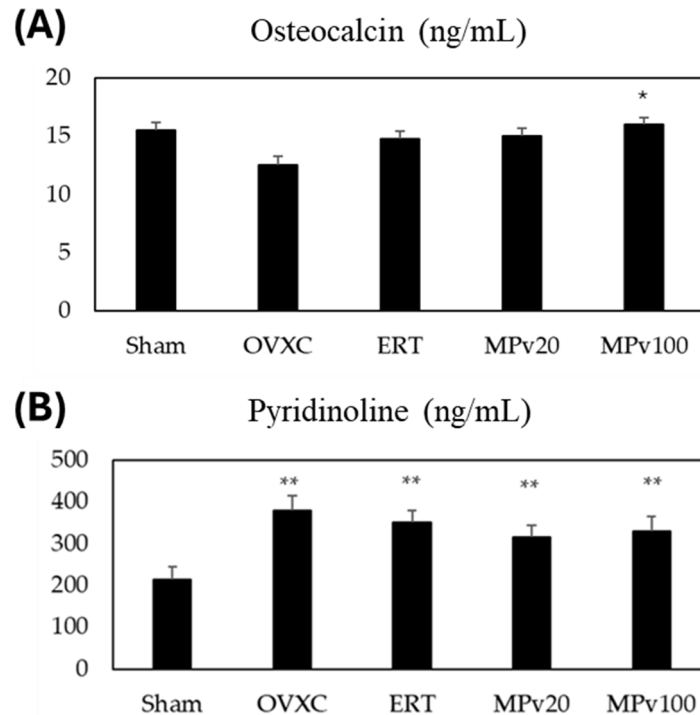 (A)
Osteocalcin (ng/mL)
20
15
10
5
0
*
Sham OVXC ERT MPv20 MPv100
(B)
Pyridinoline (ng/mL)
500
400
300
200
100
0
** ** ** **
Sham OVXC ERT MPv20 MPv100